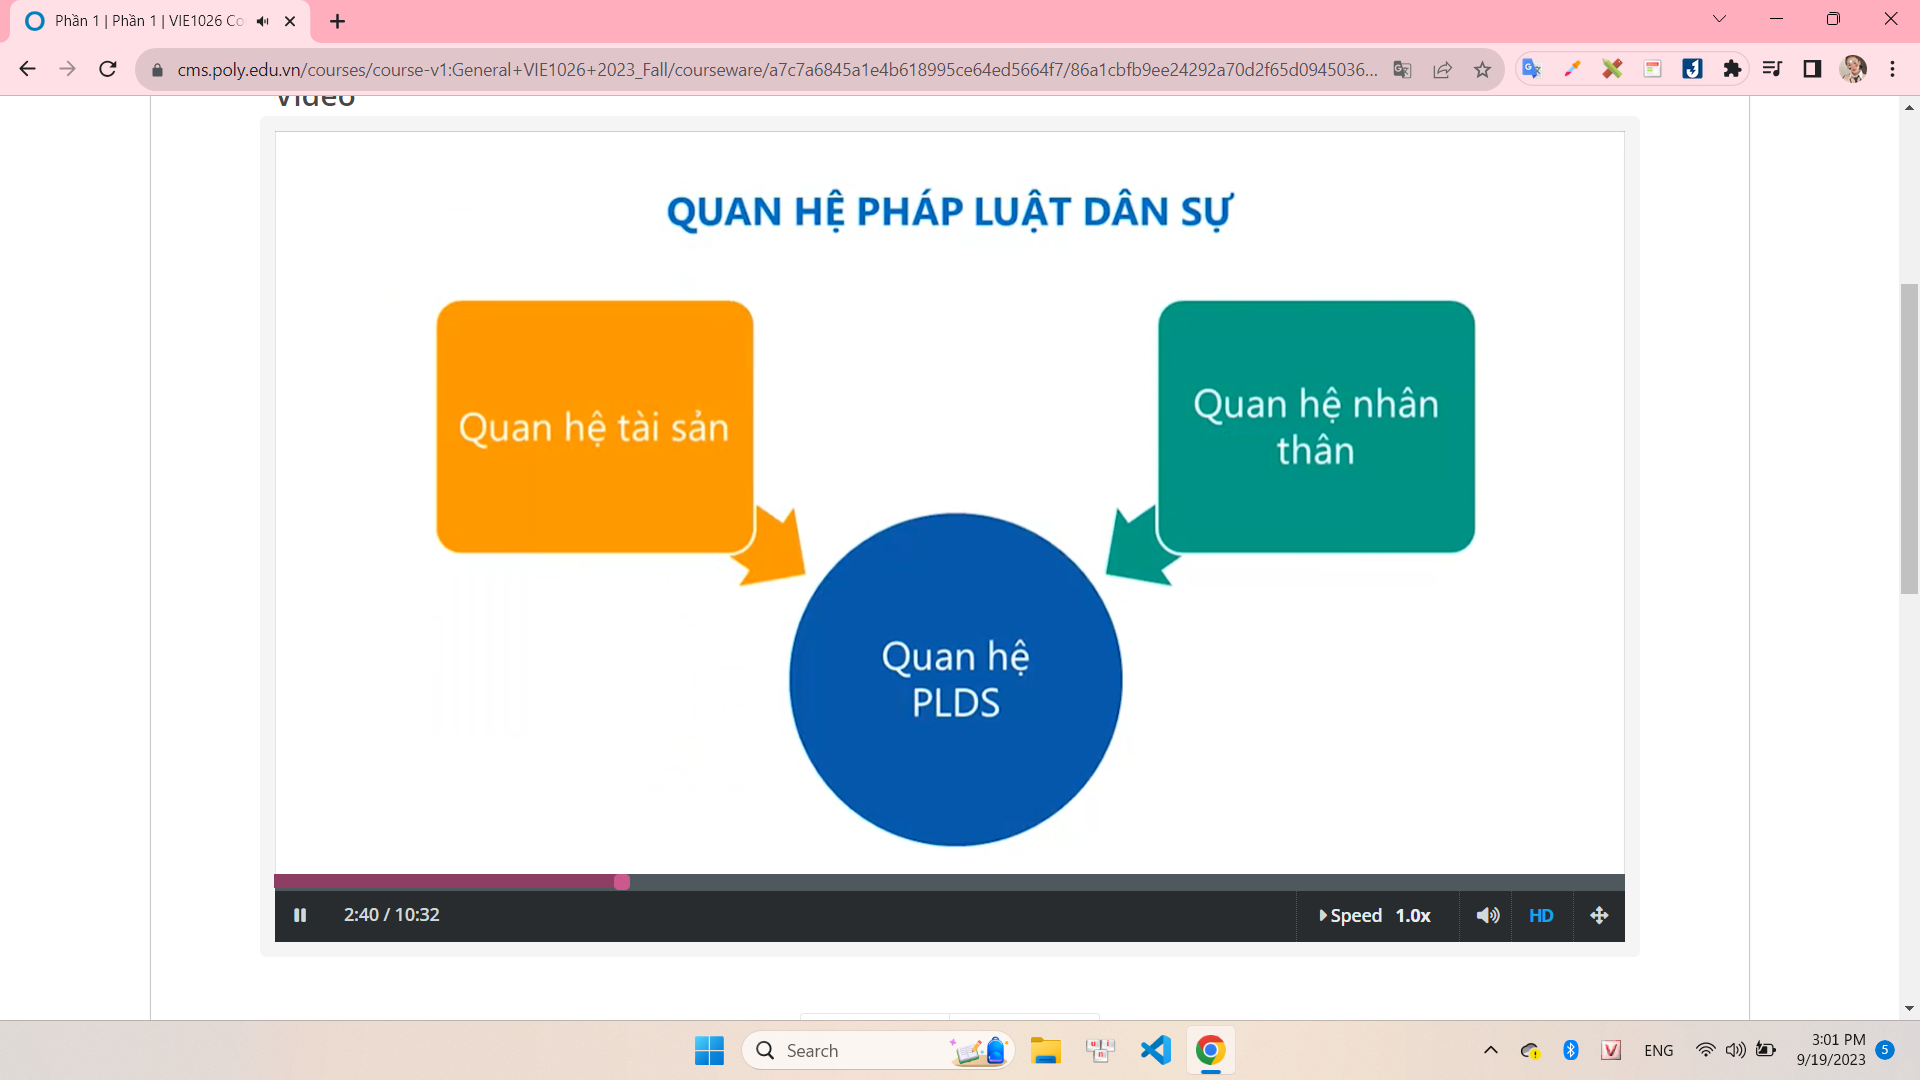 Phần 1 | Phần 1 | VIE1026 Co
cms.poly.edu.vn/courses/course-v1:General+VIE1026+2023_Fall/courseware/a7c7a6845a1e4b618995ce64ed5664f7/86a1cbfb9ee24292a70d2f65d0945036...
Video
QUAN HỆ PHÁP LUẬT DÂN SỰ
Quan hệ tài sản
Quan hệ nhân
thân
Quan hệ
PLDS
2:40 / 10:32
Speed 1.0x
HD
Search
ENG
3:01 PM
9/19/2023
5